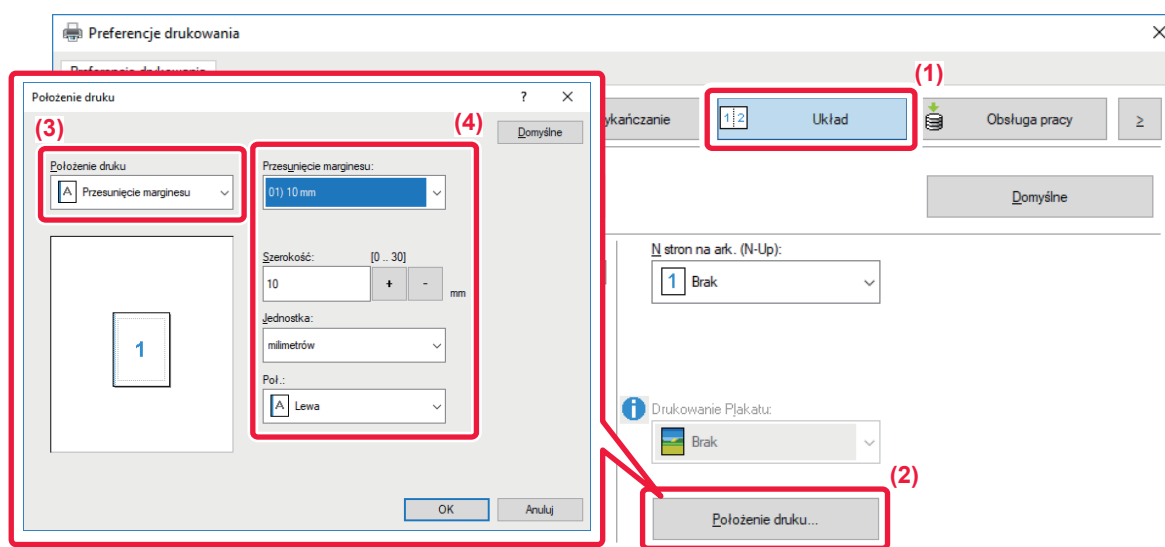 Preferencje drukowania
Preferencje drukowania
(1)
ykańczanie
1 2 Układ
Obsługa pracy
≥
Domyślne
N stron na ark. (N-Up):
1 Brak
Drukowanie Plakatu:
Brak
(2)
Położenie druku...
Położenie druku
? ×
(3)
(4)
Domyślne
Położenie druku
A Przesunięcie marginesu
1
Przesunięcie marginesu:
01) 10 mm
Szerokość: [0 .. 30]
10 + - mm
Jednostka:
milimetrów
Poł.:
A Lewa
OK Anuluj